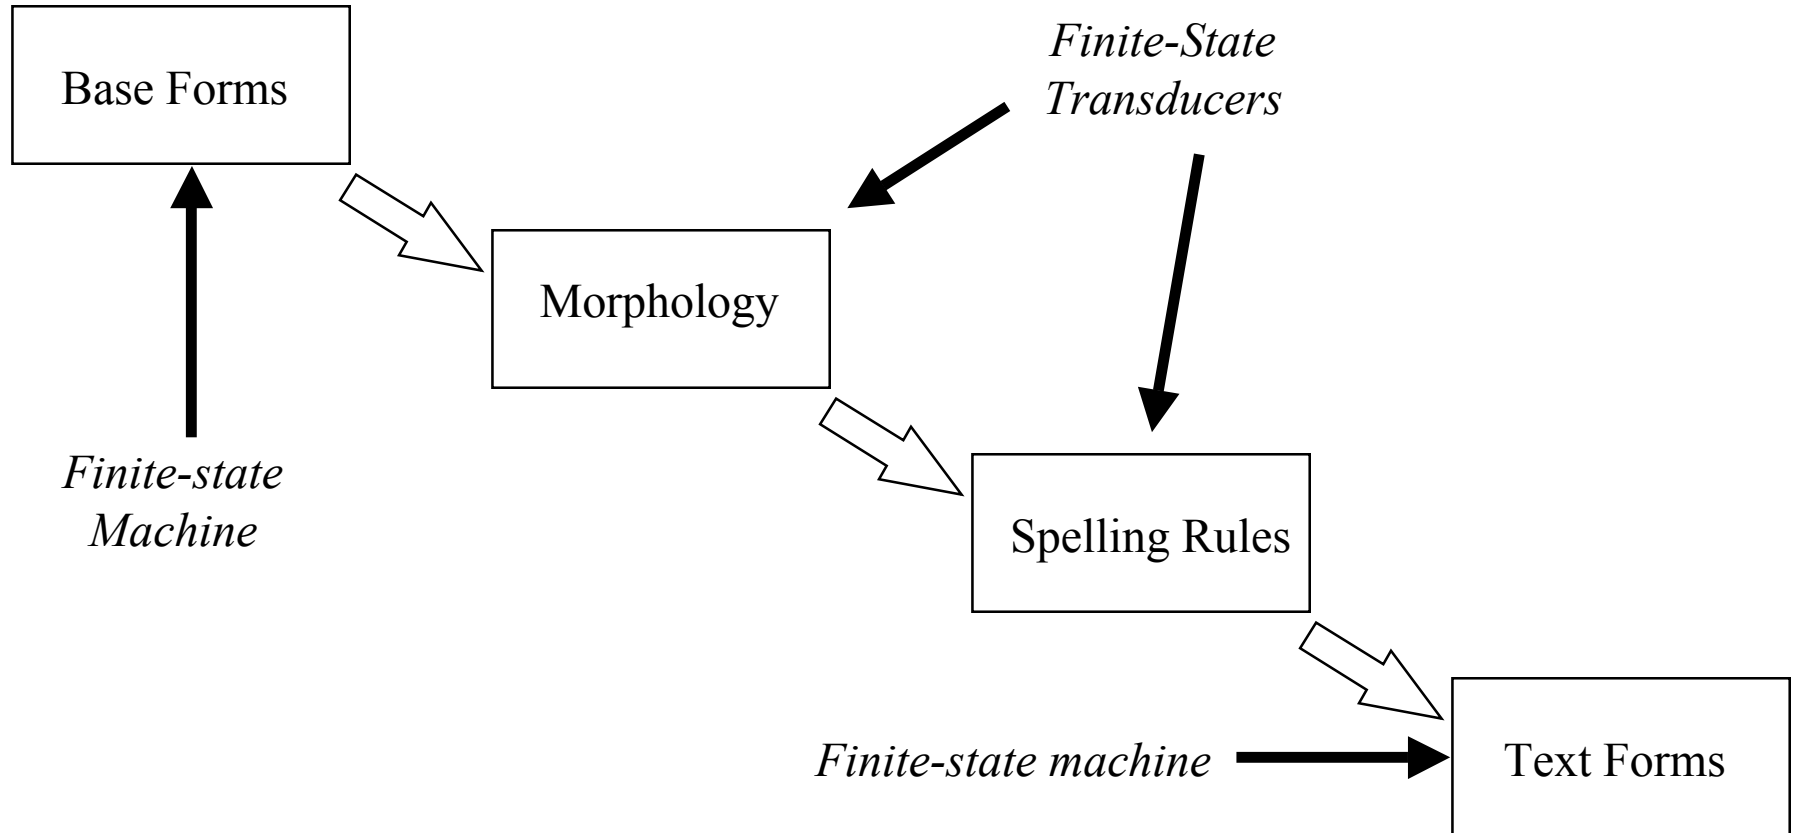 Base Forms
Finite-State
Transducers
Morphology
Finite-state
Machine
Spelling Rules
Finite-state machine
Text Forms